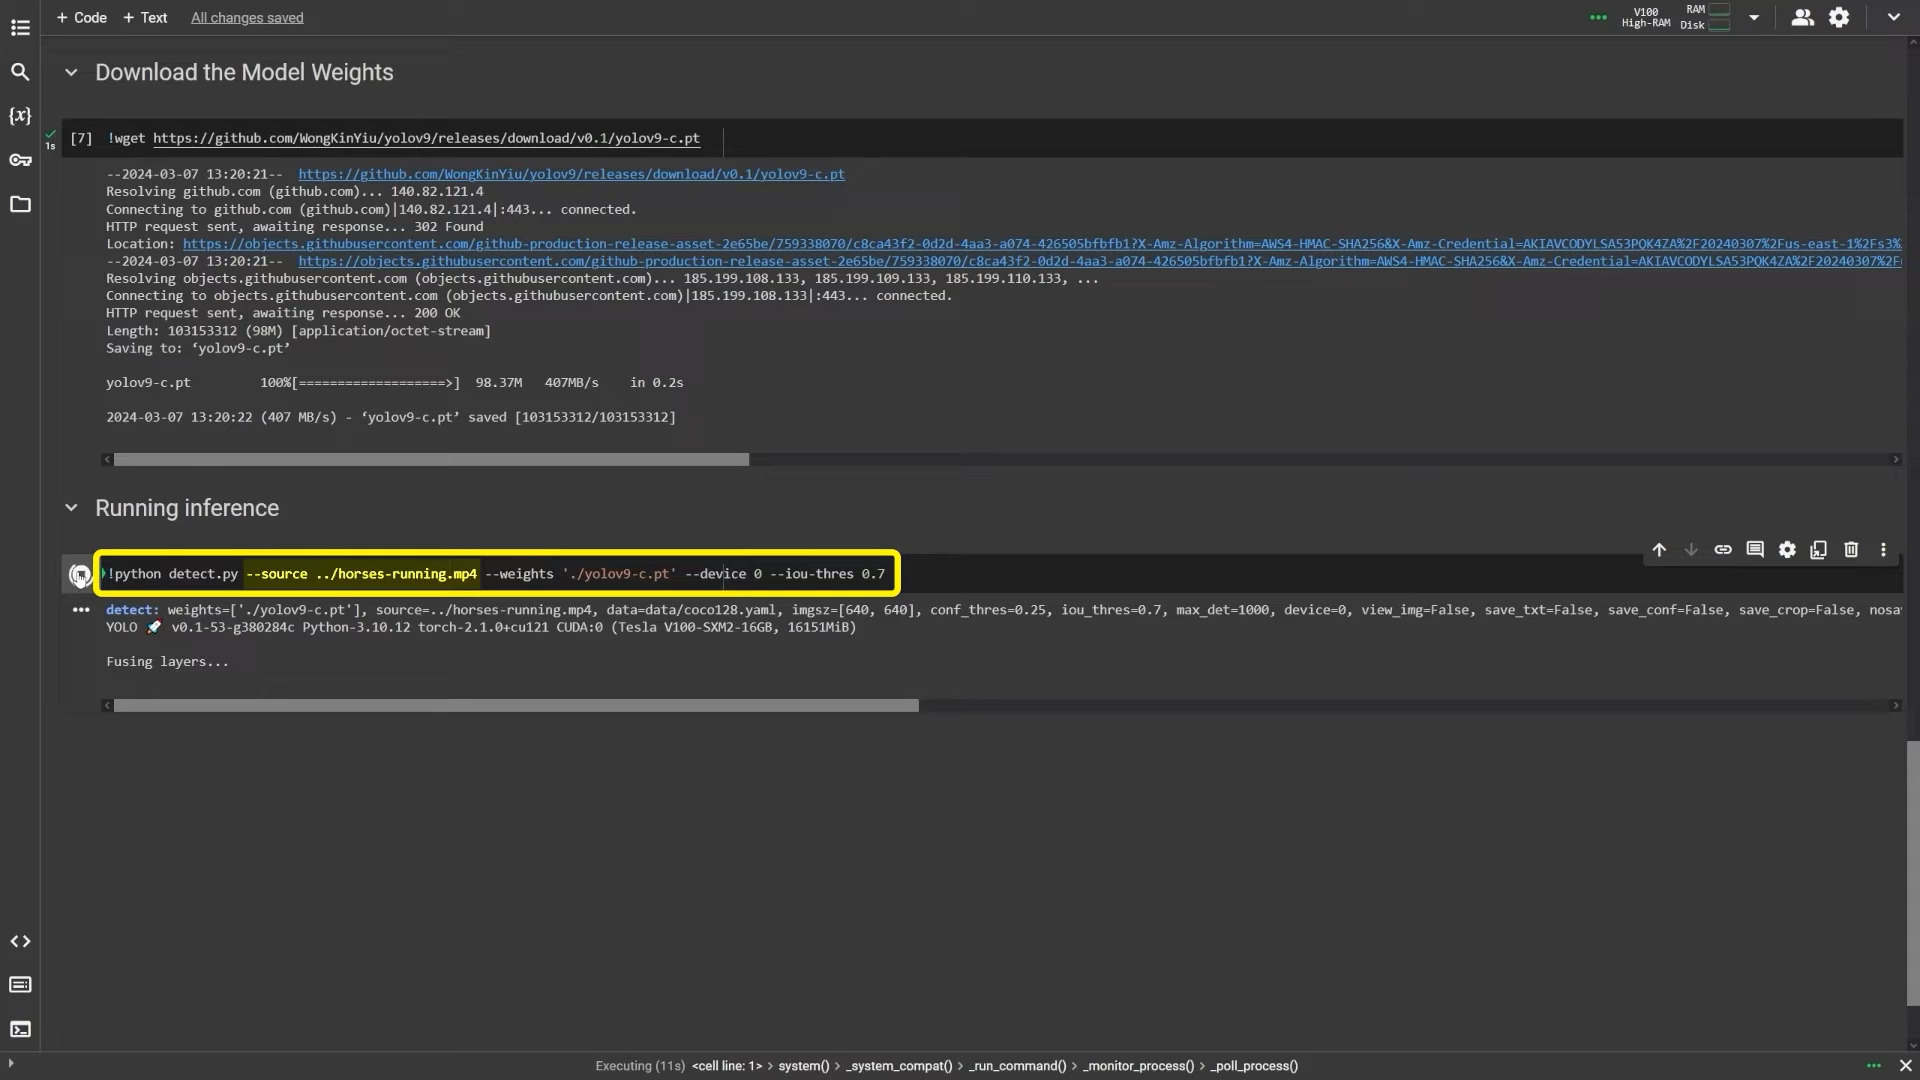 + Code + Text All changes saved
V100 High-RAM
RAM
Disk
Download the Model Weights
[7] !wget https://github.com/WongKinYiu/yolov9/releases/download/v0.1/yolov9-c.pt
1s
--2024-03-07 13:20:21-- https://github.com/WongKinYiu/yolov9/releases/download/v0.1/yolov9-c.pt
Resolving github.com (github.com)... 140.82.121.4
Connecting to github.com (github.com)|140.82.121.4|:443... connected.
HTTP request sent, awaiting response... 302 Found
Location: https://objects.githubusercontent.com/github-production-release-asset-2e65be/759338070/c8ca43f2-0d2d-4aa3-a074-426505bfbfb1?X-Amz-Algorithm=AWS4-HMAC-SHA256&X-Amz-Credential=AKIAVCODYLSA53PQK4ZA%2F20240307%2Fus-east-1%2Fs3%
--2024-03-07 13:20:21-- https://objects.githubusercontent.com/github-production-release-asset-2e65be/759338070/c8ca43f2-0d2d-4aa3-a074-426505bfbfb1?X-Amz-Algorithm=AWS4-HMAC-SHA256&X-Amz-Credential=AKIAVCODYLSA53PQK4ZA%2F20240307%2F
Resolving objects.githubusercontent.com (objects.githubusercontent.com)... 185.199.108.133, 185.199.109.133, 185.199.110.133, ...
Connecting to objects.githubusercontent.com (objects.githubusercontent.com)|185.199.108.133|:443... connected.
HTTP request sent, awaiting response... 200 OK
Length: 103153312 (98M) [application/octet-stream]
Saving to: ‘yolov9-c.pt’
yolov9-c.pt 100%[===================>] 98.37M 407MB/s in 0.2s
2024-03-07 13:20:22 (407 MB/s) - ‘yolov9-c.pt’ saved [103153312/103153312]
Running inference
!python detect.py --source ../horses-running.mp4 --weights './yolov9-c.pt' --device 0 --iou-thres 0.7
detect: weights=['./yolov9-c.pt'], source=../horses-running.mp4, data=data/coco128.yaml, imgsz=[640, 640], conf_thres=0.25, iou_thres=0.7, max_det=1000, device=0, view_img=False, save_txt=False, save_conf=False, save_crop=False, nosa
YOLO 🚀 v0.1-53-g380284c Python-3.10.12 torch-2.1.0+cu121 CUDA:0 (Tesla V100-SXM2-16GB, 16151MiB)
Fusing layers...
Executing (11s) <cell line: 1> > system() > _system_compat() > _run_command() > _monitor_process() > _poll_process()